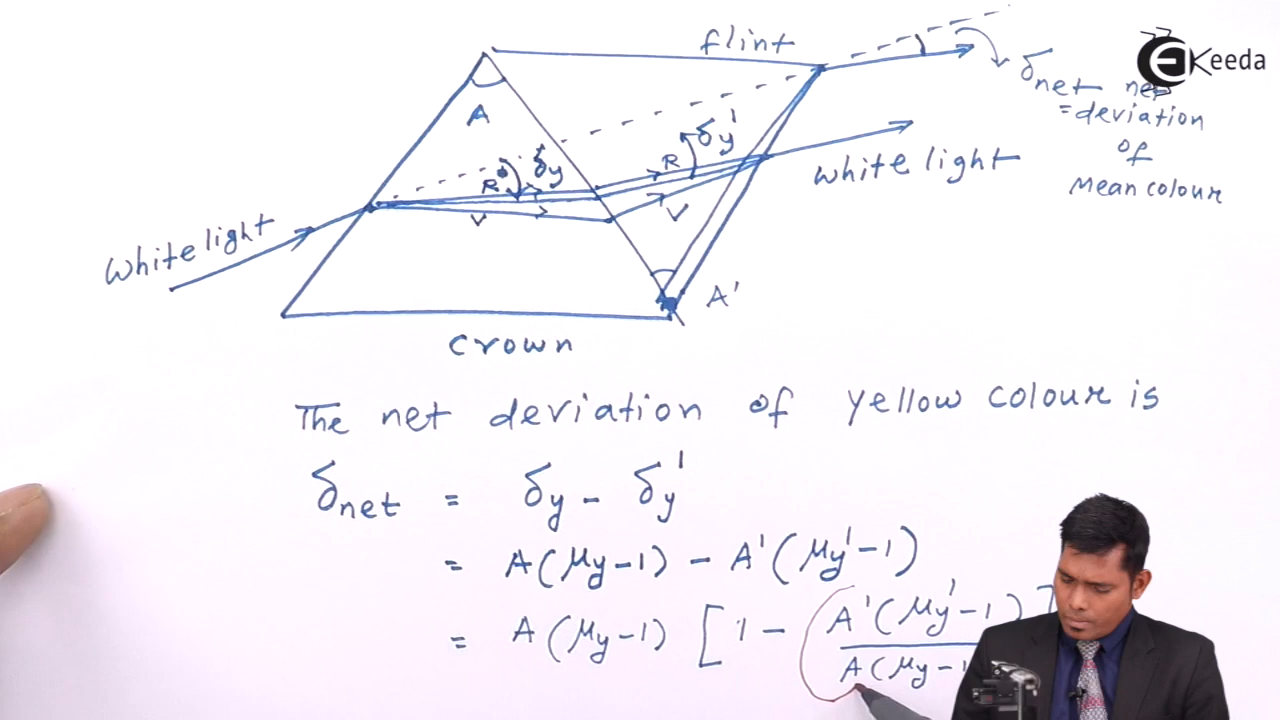 flint
Keeda
A
R
δy
V
R
δy'
V
δnet
net
= deviation
of
Mean colour
white light
white light
A'
Crown
The net deviation of yellow colour is
δnet = δy - δy'
= A(μy-1) - A'(μy'-1)
= A(μy-1) [1 - A'(μy'-1)
A(μy-1